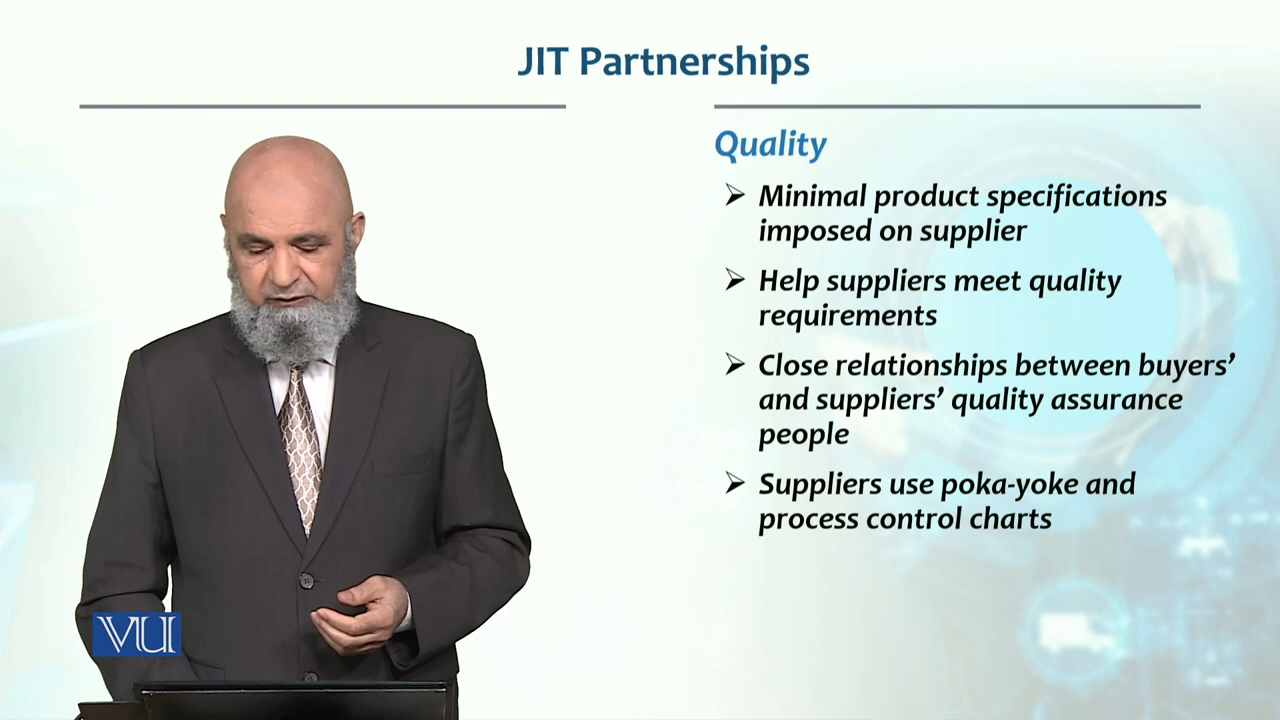 JIT Partnerships
Quality
Minimal product specifications
imposed on supplier
Help suppliers meet quality
requirements
Close relationships between buyers’
and suppliers’ quality assurance
people
Suppliers use poka-yoke and
process control charts
VU